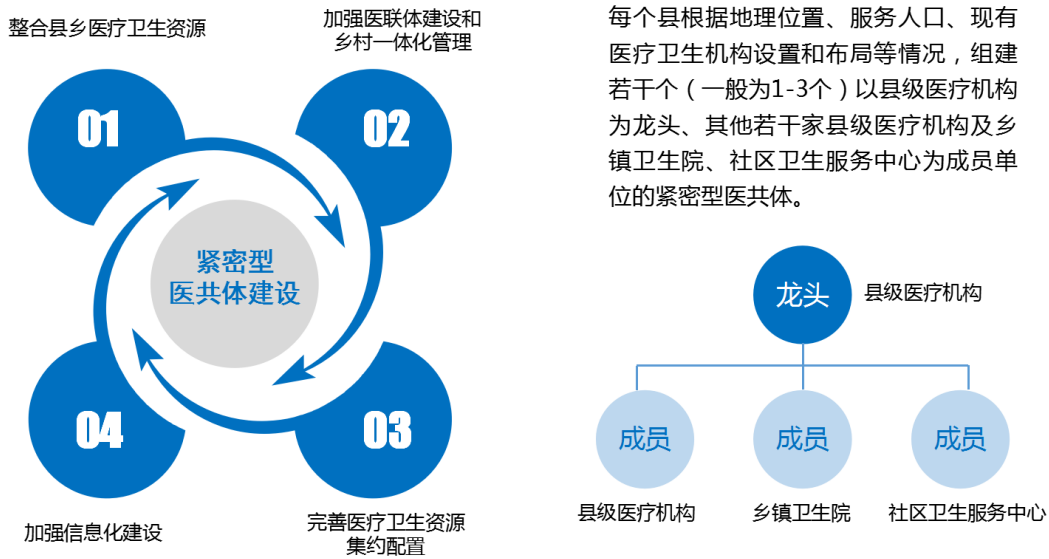 整合县乡医疗卫生资源
加强医联体建设和
乡村一体化管理
01
02
紧密型
医共体建设
04
03
加强信息化建设
完善医疗卫生资源
集约配置
每个县根据地理位置、服务人口、现有
医疗卫生机构设置和布局等情况，组建
若干个（一般为1-3个）以县级医疗机构
为龙头、其他若干家县级医疗机构及乡
镇卫生院、社区卫生服务中心为成员单
位的紧密型医共体。
龙头
县级医疗机构
成员
成员
成员
县级医疗机构
乡镇卫生院
社区卫生服务中心